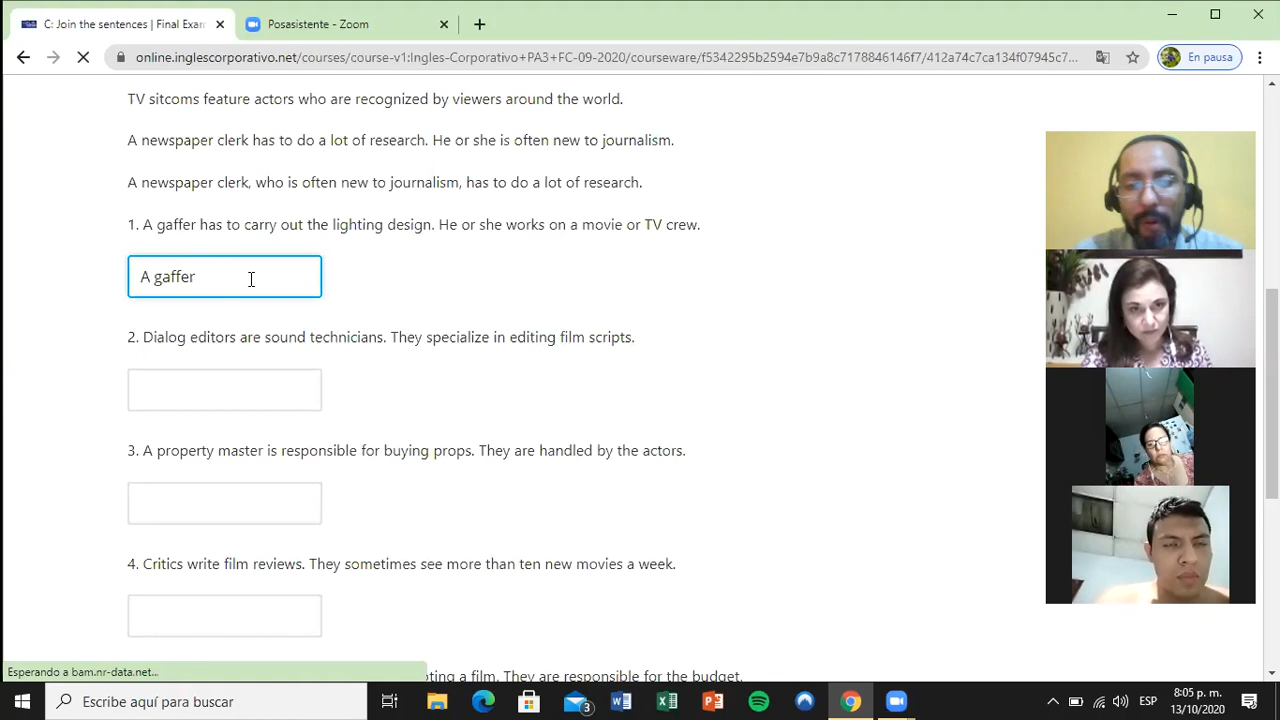 C: Join the sentences | Final Exam
Posasistente - Zoom
online.inglescorporativo.net/courses/course-v1:Ingles-Corporativo+PA3+FC-09-2020/courseware/f5342295b2594e7b9a8c7178846146f7/412a74c7ca134f07945c7...
En pausa
TV sitcoms feature actors who are recognized by viewers around the world.
A newspaper clerk has to do a lot of research. He or she is often new to journalism.
A newspaper clerk, who is often new to journalism, has to do a lot of research.
1. A gaffer has to carry out the lighting design. He or she works on a movie or TV crew.
A gaffer
2. Dialog editors are sound technicians. They specialize in editing film scripts.
3. A property master is responsible for buying props. They are handled by the actors.
4. Critics write film reviews. They sometimes see more than ten new movies a week.
ting a film. They are responsible for the budget.
Esperando a bam.nr-data.net...
Escribe aquí para buscar
3
ESP
8:05 p. m.
13/10/2020